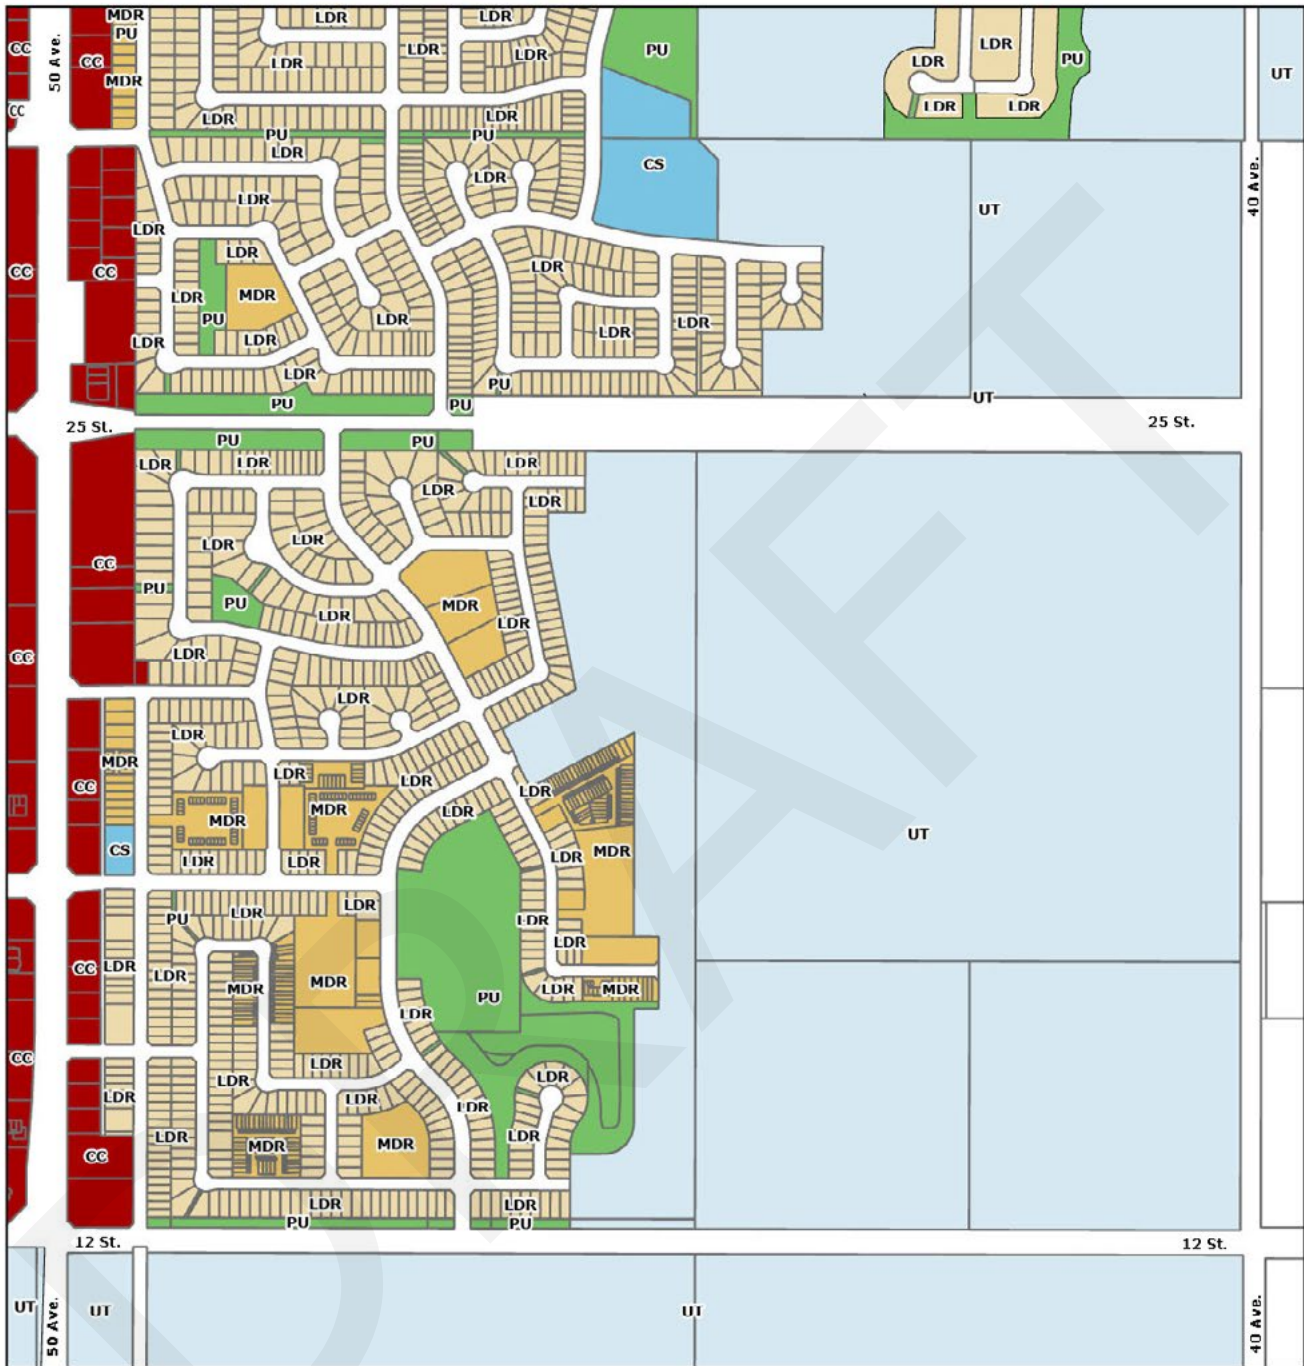 MDR LDR LDR
CC 50 Ave. PU LDR LDR PU LDR PU
CC LDR LDR LDR
MDR UT
CC LDR LDR LDR LDR
PU PU
LDR CS
LDR 40 Ave.
LDR UT
LDR
LDR
CC CC LDR
LDR MDR
PU LDR LDR
LDR LDR LDR
LDR PU
PU PU UT
25 St. PU PU 25 St.
LDR LDR LDR
LDR LDR
LDR LDR
CC
PU PU MDR
LDR LDR
CC LDR
LDR
LDR
MDR LDR LDR
CC LDR LDR
MDR MDR LDR UT
CS LDR LDR LDR MDR
LDR
PU LDR LDR
LDR
CC LDR LDR MDR MDR LDR MDR
PU
LDR
CC LDR LDR
LDR LDR LDR LDR
LDR MDR MDR LDR
CC
LDR LDR
PU PU
12 St. 12 St.
UT UT UT
50 Ave. 40 Ave.
DRAFT